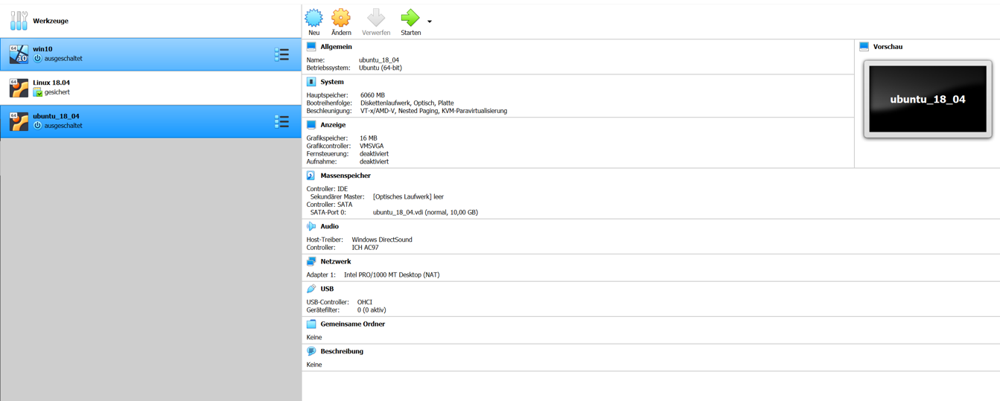 Werkzeuge
64
10
win10
ausgeschaltet
64
Linux 18.04
gesichert
64
ubuntu_18_04
ausgeschaltet
Neu
Ändern
Verwerfen
Starten
Allgemein
Name: ubuntu_18_04
Betriebssystem: Ubuntu (64-bit)
System
Hauptspeicher: 6060 MB
Bootreihenfolge: Diskettenlaufwerk, Optisch, Platte
Beschleunigung: VT-x/AMD-V, Nested Paging, KVM-Paravirtualisierung
Anzeige
Grafikspeicher: 16 MB
Grafikcontroller: VMSVGA
Fernsteuerung: deaktiviert
Aufnahme: deaktiviert
Vorschau
ubuntu_18_04
Massenspeicher
Controller: IDE
Sekundärer Master: [Optisches Laufwerk] leer
Controller: SATA
SATA-Port 0: ubuntu_18_04.vdi (normal, 10,00 GB)
Audio
Host-Treiber: Windows DirectSound
Controller: ICH AC97
Netzwerk
Adapter 1: Intel PRO/1000 MT Desktop (NAT)
USB
USB-Controller: OHCI
Gerätefilter: 0 (0 aktiv)
Gemeinsame Ordner
Keine
Beschreibung
Keine